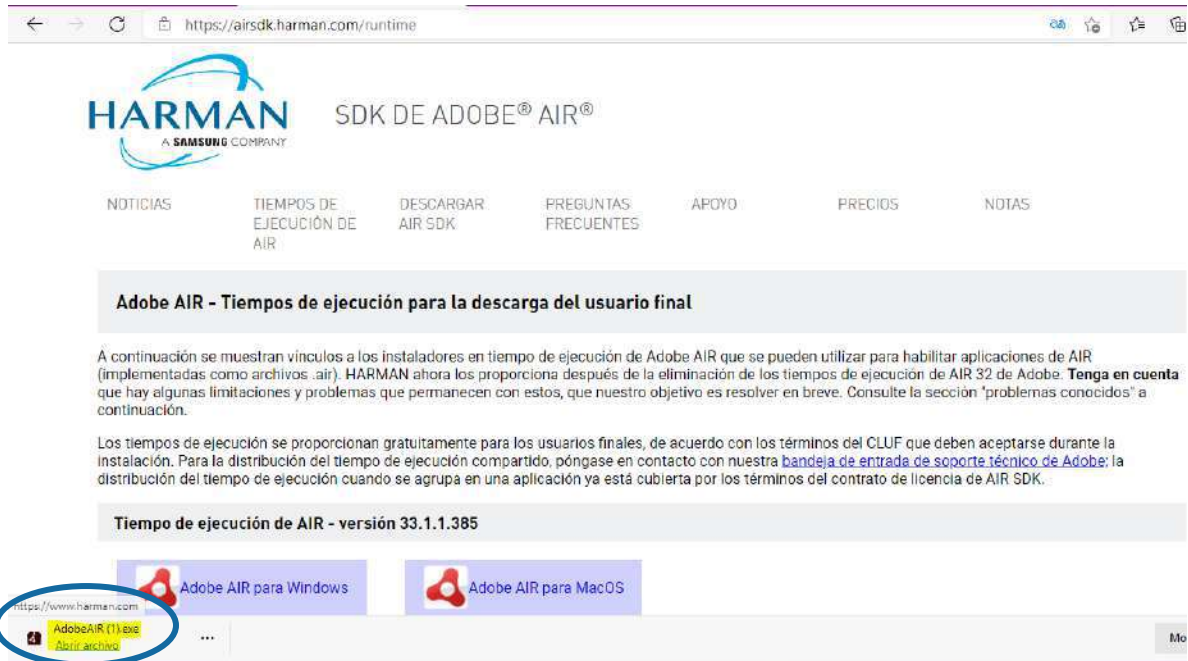 https://airsdk.harman.com/runtime
HARMAN
A SAMSUNG COMPANY
SDK DE ADOBE® AIR®
NOTICIAS
TIEMPOS DE
EJECUCIÓN DE
AIR
DESCARGAR
AIR SDK
PREGUNTAS
FRECUENTES
APOYO
PRECIOS
NOTAS
Adobe AIR - Tiempos de ejecución para la descarga del usuario final
A continuación se muestran vínculos a los instaladores en tiempo de ejecución de Adobe AIR que se pueden utilizar para habilitar aplicaciones de AIR
(implementadas como archivos .air). HARMAN ahora los proporciona después de la eliminación de los tiempos de ejecución de AIR 32 de Adobe. Tenga en cuenta
que hay algunas limitaciones y problemas que permanecen con estos, que nuestro objetivo es resolver en breve. Consulte la sección "problemas conocidos" a
continuación.
Los tiempos de ejecución se proporcionan gratuitamente para los usuarios finales, de acuerdo con los términos del CLUF que deben aceptarse durante la
instalación. Para la distribución del tiempo de ejecución compartido, póngase en contacto con nuestra bandeja de entrada de soporte técnico de Adobe; la
distribución del tiempo de ejecución cuando se agrupa en una aplicación ya está cubierta por los términos del contrato de licencia de AIR SDK.
Tiempo de ejecución de AIR - versión 33.1.1.385
Adobe AIR para Windows
Adobe AIR para MacOS
https://www.harman.com
AdobeAIR (1).exe
Abrir archivo
...
Mo